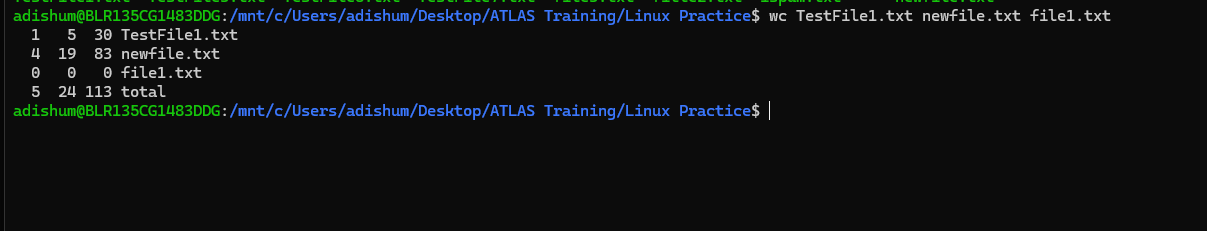 adishum@BLR135CG1483DDG:/mnt/c/Users/adishum/Desktop/ATLAS Training/Linux Practice$ wc TestFile1.txt newfile.txt file1.txt
1 5 30 TestFile1.txt
4 19 83 newfile.txt
0 0 0 file1.txt
5 24 113 total
adishum@BLR135CG1483DDG:/mnt/c/Users/adishum/Desktop/ATLAS Training/Linux Practice$